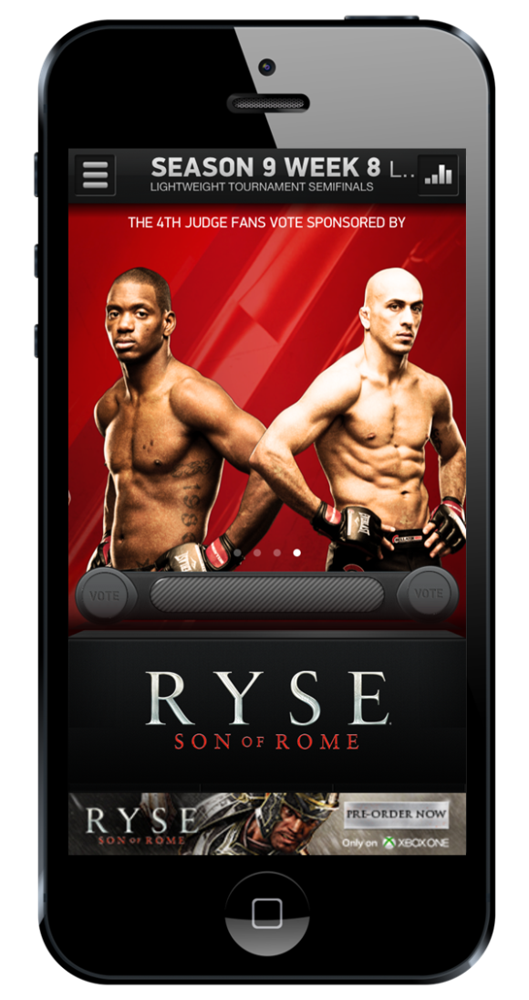 SEASON 9 WEEK 8 L..
LIGHTWEIGHT TOURNAMENT SEMIFINALS
THE 4TH JUDGE FANS VOTE SPONSORED BY
VOTE
VOTE
RYSE
SON OF ROME
RYSE
SON OF ROME
PRE-ORDER NOW
Only on XBOX ONE